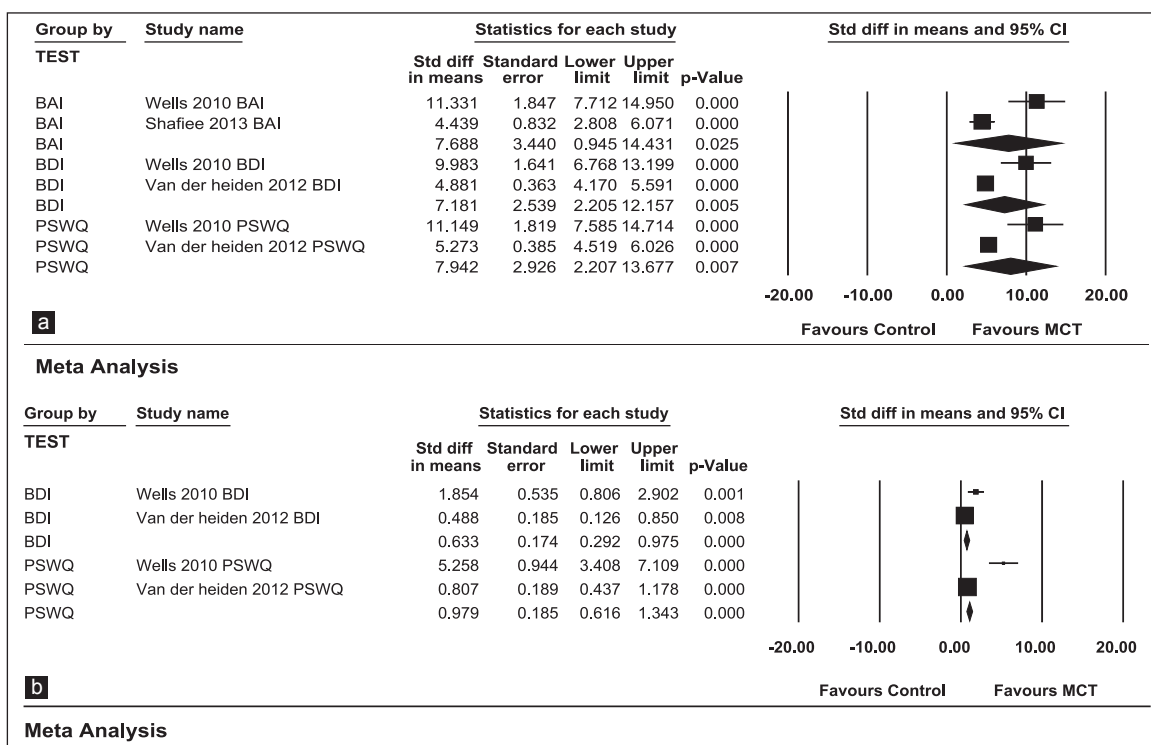 Group by Study name Statistics for each study Std diff in means and 95% CI
TEST
Std diff Standard Lower Upper
in means error limit limit p-Value
BAI Wells 2010 BAI 11.331 1.847 7.712 14.950 0.000
BAI Shafiee 2013 BAI 4.439 0.832 2.808 6.071 0.000
BAI 7.688 3.440 0.945 14.431 0.025
BDI Wells 2010 BDI 9.983 1.641 6.768 13.199 0.000
BDI Van der heiden 2012 BDI 4.881 0.363 4.170 5.591 0.000
BDI 7.181 2.539 2.205 12.157 0.005
PSWQ Wells 2010 PSWQ 11.149 1.819 7.585 14.714 0.000
PSWQ Van der heiden 2012 PSWQ 5.273 0.385 4.519 6.026 0.000
PSWQ 7.942 2.926 2.207 13.677 0.007
-20.00 -10.00 0.00 10.00 20.00
a Favours Control Favours MCT
Meta Analysis
Group by Study name Statistics for each study Std diff in means and 95% CI
TEST
Std diff Standard Lower Upper
in means error limit limit p-Value
BDI Wells 2010 BDI 1.854 0.535 0.806 2.902 0.001
BDI Van der heiden 2012 BDI 0.488 0.185 0.126 0.850 0.008
BDI 0.633 0.174 0.292 0.975 0.000
PSWQ Wells 2010 PSWQ 5.258 0.944 3.408 7.109 0.000
PSWQ Van der heiden 2012 PSWQ 0.807 0.189 0.437 1.178 0.000
PSWQ 0.979 0.185 0.616 1.343 0.000
-20.00 -10.00 0.00 10.00 20.00
b Favours Control Favours MCT
Meta Analysis